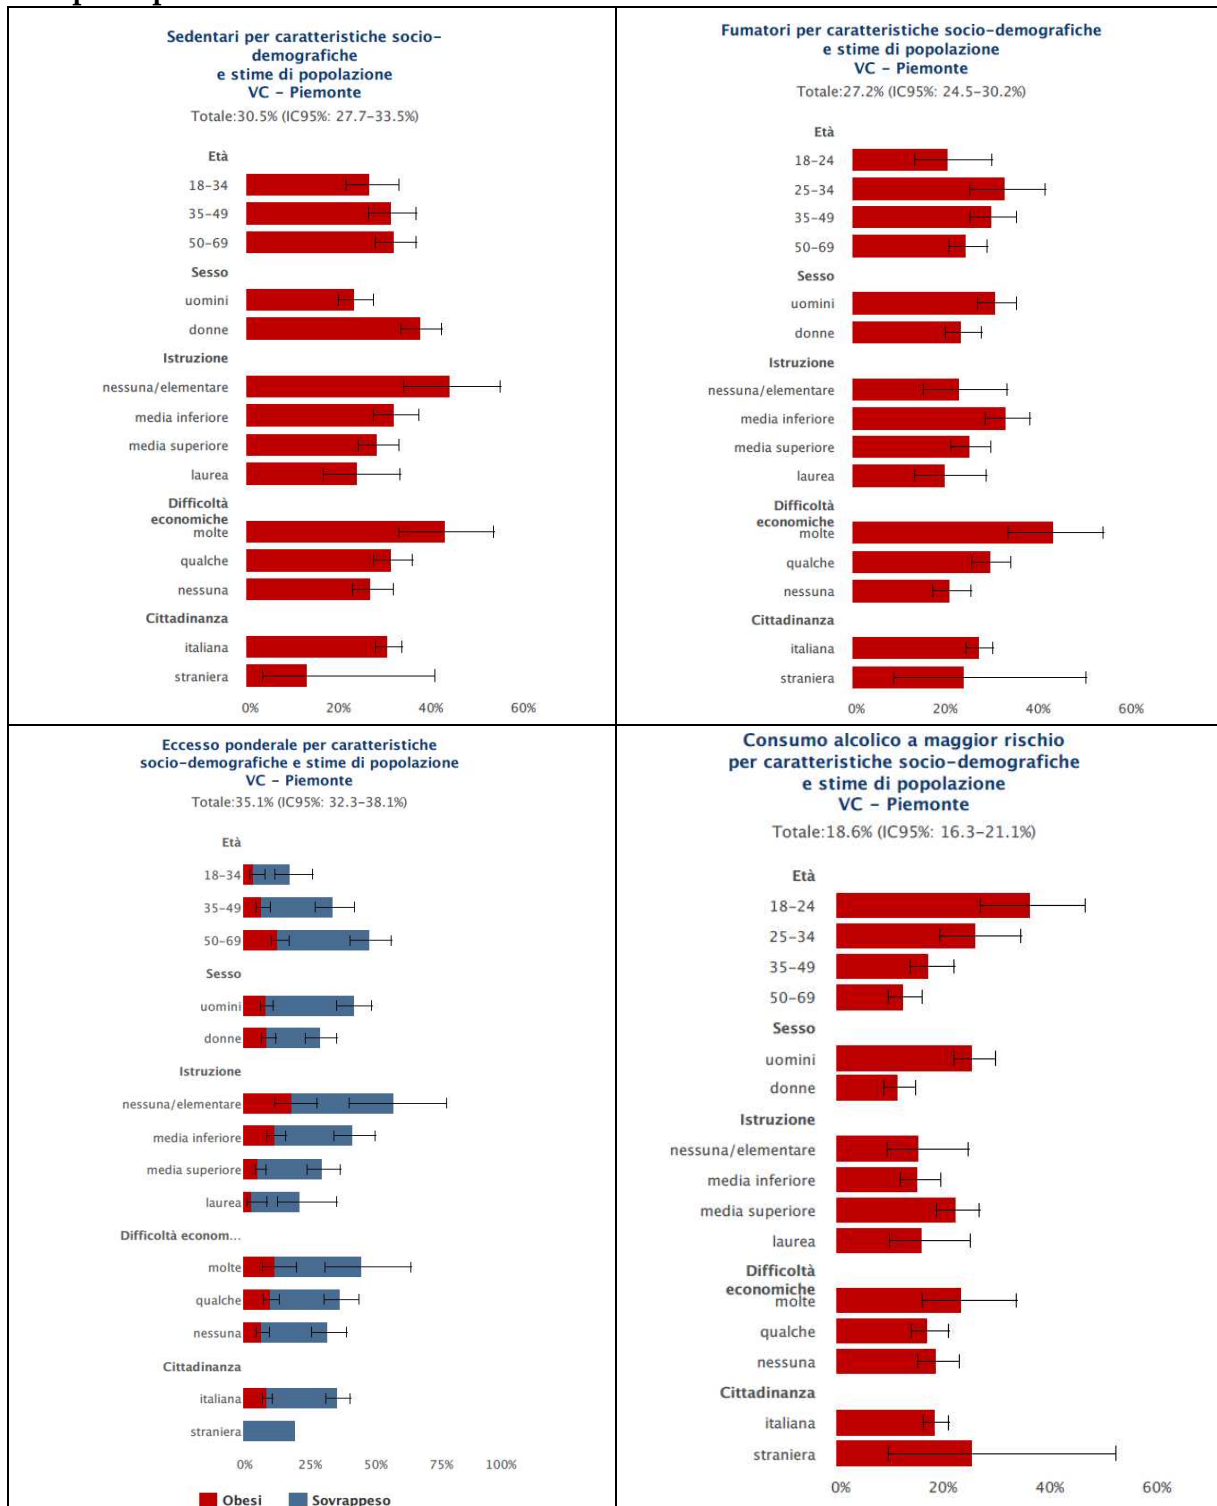 Sedentari per caratteristiche socio-
demografiche
e stime di popolazione
VC - Piemonte
Totale:30.5% (IC95%: 27.7-33.5%)
Età
18-34
35-49
50-69
Sesso
uomini
donne
Istruzione
nessuna/elementare
media inferiore
media superiore
laurea
Difficoltà
economiche
molte
qualche
nessuna
Cittadinanza
italiana
straniera
0% 20% 40% 60%
Fumatori per caratteristiche socio-demografiche
e stime di popolazione
VC - Piemonte
Totale:27.2% (IC95%: 24.5-30.2%)
Età
18-24
25-34
35-49
50-69
Sesso
uomini
donne
Istruzione
nessuna/elementare
media inferiore
media superiore
laurea
Difficoltà
economiche
molte
qualche
nessuna
Cittadinanza
italiana
straniera
0% 20% 40% 60%
Eccesso ponderale per caratteristiche
socio-demografiche e stime di popolazione
VC - Piemonte
Totale:35.1% (IC95%: 32.3-38.1%)
Età
18-34
35-49
50-69
Sesso
uomini
donne
Istruzione
nessuna/elementare
media inferiore
media superiore
laurea
Difficoltà econom...
molte
qualche
nessuna
Cittadinanza
italiana
straniera
0% 25% 50% 75% 100%
Obesi Sovrappeso
Consumo alcolico a maggior rischio
per caratteristiche socio-demografiche
e stime di popolazione
VC - Piemonte
Totale:18.6% (IC95%: 16.3-21.1%)
Età
18-24
25-34
35-49
50-69
Sesso
uomini
donne
Istruzione
nessuna/elementare
media inferiore
media superiore
laurea
Difficoltà
economiche
molte
qualche
nessuna
Cittadinanza
italiana
straniera
0% 20% 40% 60%